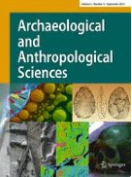 Archaeological
and
Anthropological
Sciences
Springer